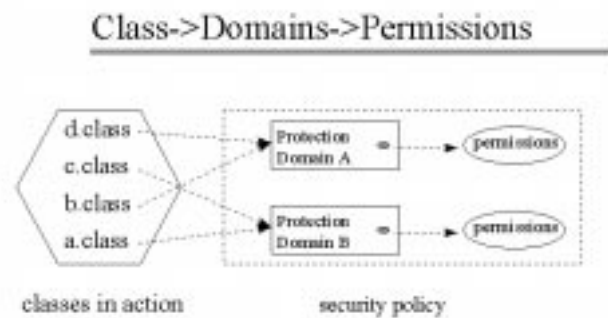 Class->Domains->Permissions
d.class
c.class
b.class
a.class
Protection
Domain A
permissions
Protection
Domain B
permissions
classes in action
security policy